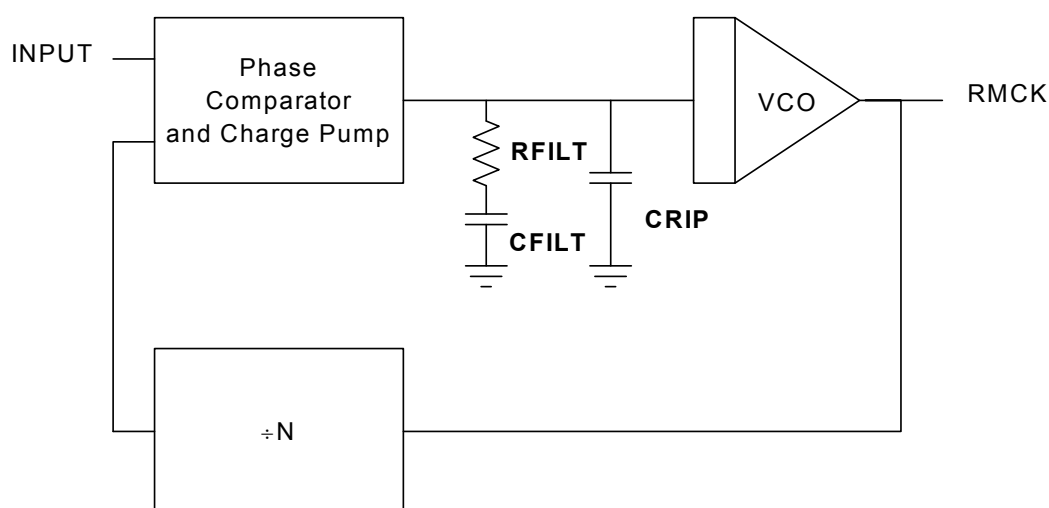 INPUT
Phase
Comparator
and Charge Pump
VCO
RMCK
RFILT
CFILT
CRIP
÷N